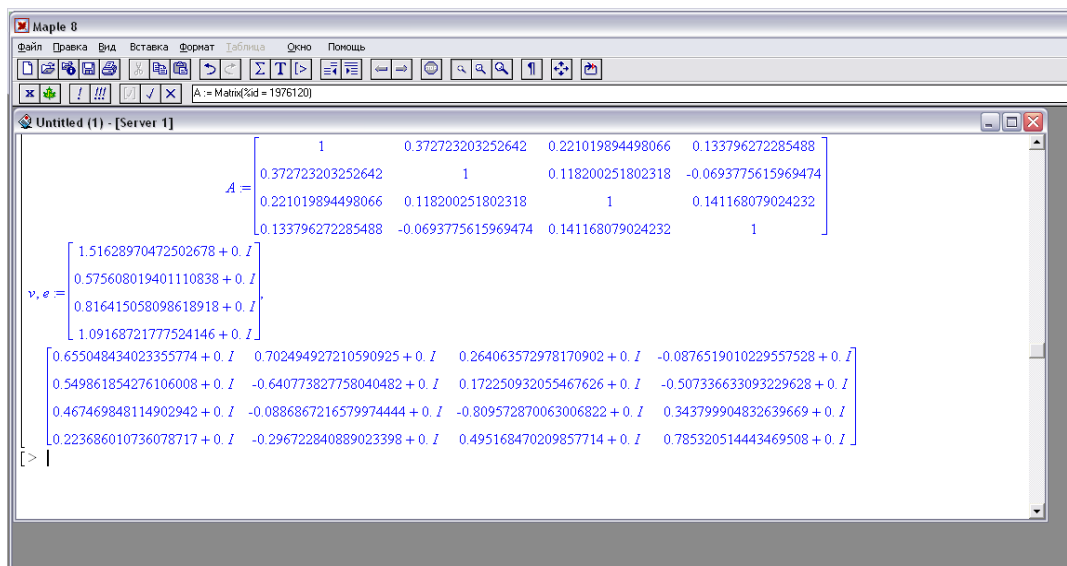 Maple 8
Файл Правка Вид Вставка Формат Таблица Окно Помощь
Σ T [> ¶
x ! !!! √ X A := Matrix(%id = 1976120)
Untitled (1) - [Server 1]
1 0.372723203252642 0.221019894498066 0.133796272285488
0.372723203252642 1 0.118200251802318 -0.0693775615969474
A :=
0.221019894498066 0.118200251802318 1 0.141168079024232
0.133796272285488 -0.0693775615969474 0.141168079024232 1
1.51628970472502678 + 0. I
0.575608019401110838 + 0. I
v, e := ,
0.816415058098618918 + 0. I
1.09168721777524146 + 0. I
0.655048434023355774 + 0. I 0.702494927210590925 + 0. I 0.264063572978170902 + 0. I -0.0876519010229557528 + 0. I
0.549861854276106008 + 0. I -0.640773827758040482 + 0. I 0.172250932055467626 + 0. I -0.507336633093229628 + 0. I
0.467469848114902942 + 0. I -0.0886867216579974444 + 0. I -0.809572870063006822 + 0. I 0.343799904832639669 + 0. I
0.223686010736078717 + 0. I -0.296722840889023398 + 0. I 0.495168470209857714 + 0. I 0.785320514443469508 + 0. I
[>